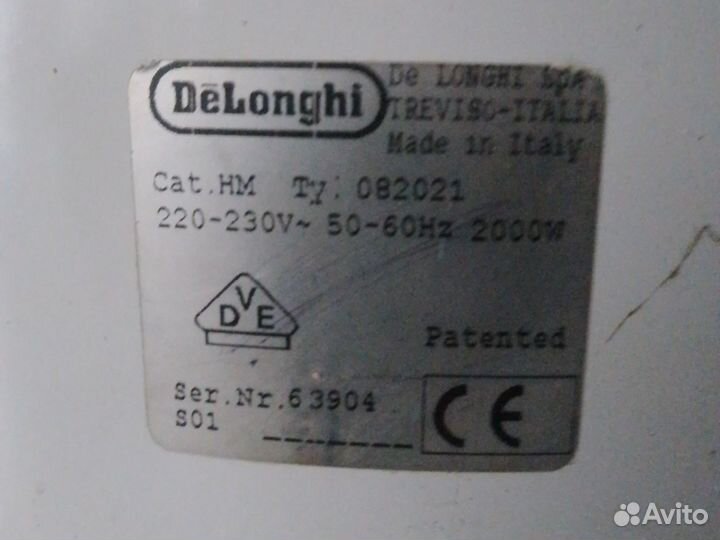 DeLonghi
De LONGHI spa
TREVISO-ITALIA
Made in Italy
Cat.HM Ty: 082021
220-230V~ 50-60Hz 2000W
DVE
Patented
Ser.Nr.63904
S01
CE
Avito